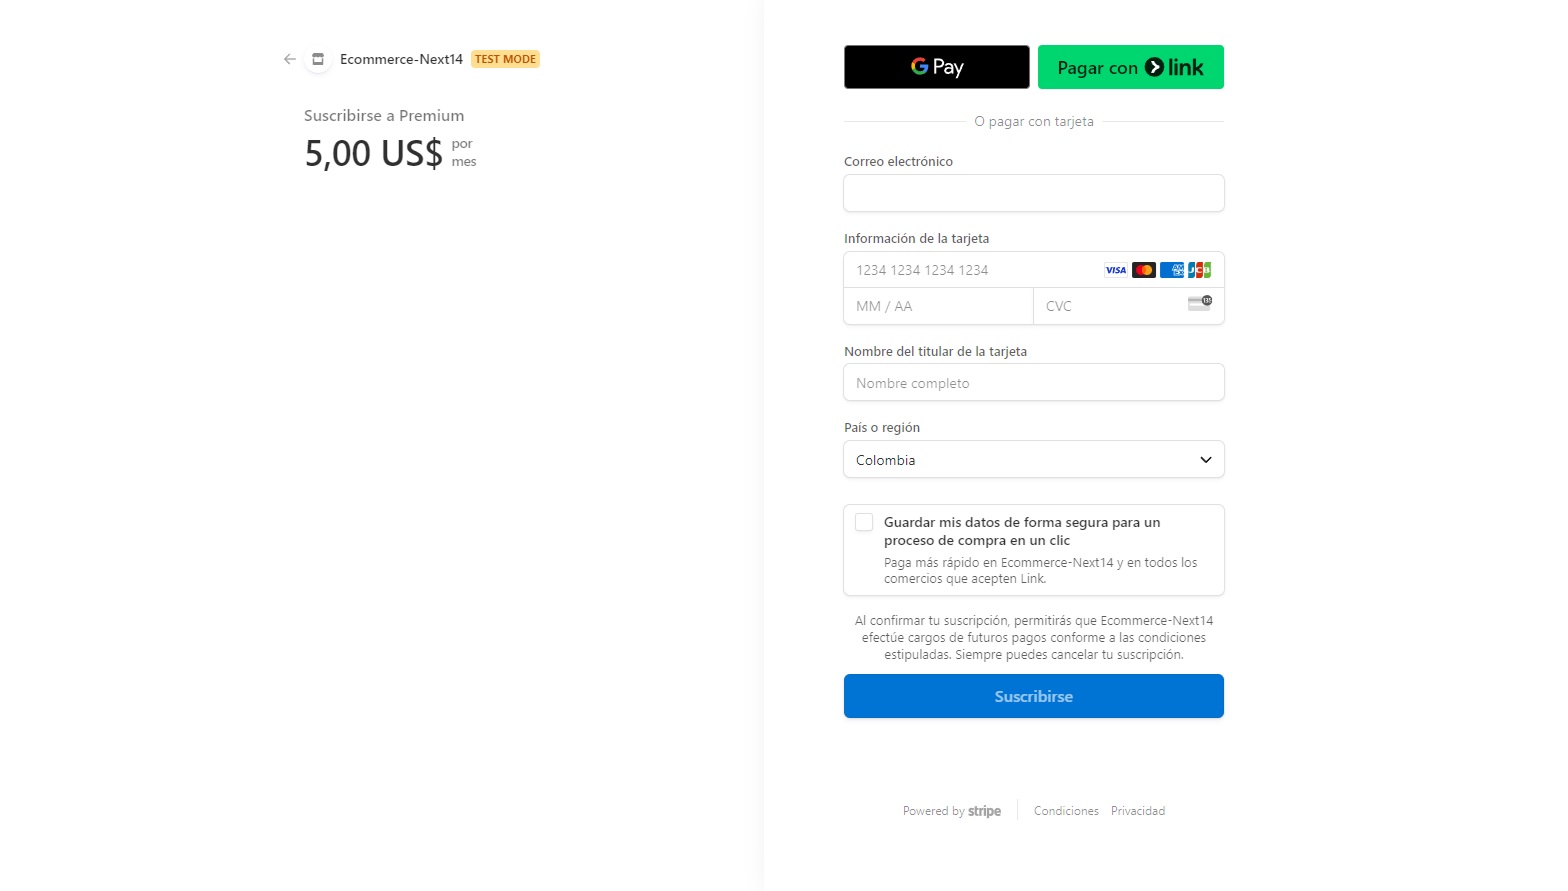 Ecommerce-Next14 TEST MODE
Suscribirse a Premium
5,00 US$ por
mes
G Pay
Pagar con link
O pagar con tarjeta
Correo electrónico
Información de la tarjeta
1234 1234 1234 1234 VISA AMEX JCB
MM / AA
CVC 135
Nombre del titular de la tarjeta
Nombre completo
País o región
Colombia
Guardar mis datos de forma segura para un
proceso de compra en un clic
Paga más rápido en Ecommerce-Next14 y en todos los
comercios que acepten Link.
Al confirmar tu suscripción, permitirás que Ecommerce-Next14
efectúe cargos de futuros pagos conforme a las condiciones
estipuladas. Siempre puedes cancelar tu suscripción.
Suscribirse
Powered by stripe
Condiciones Privacidad